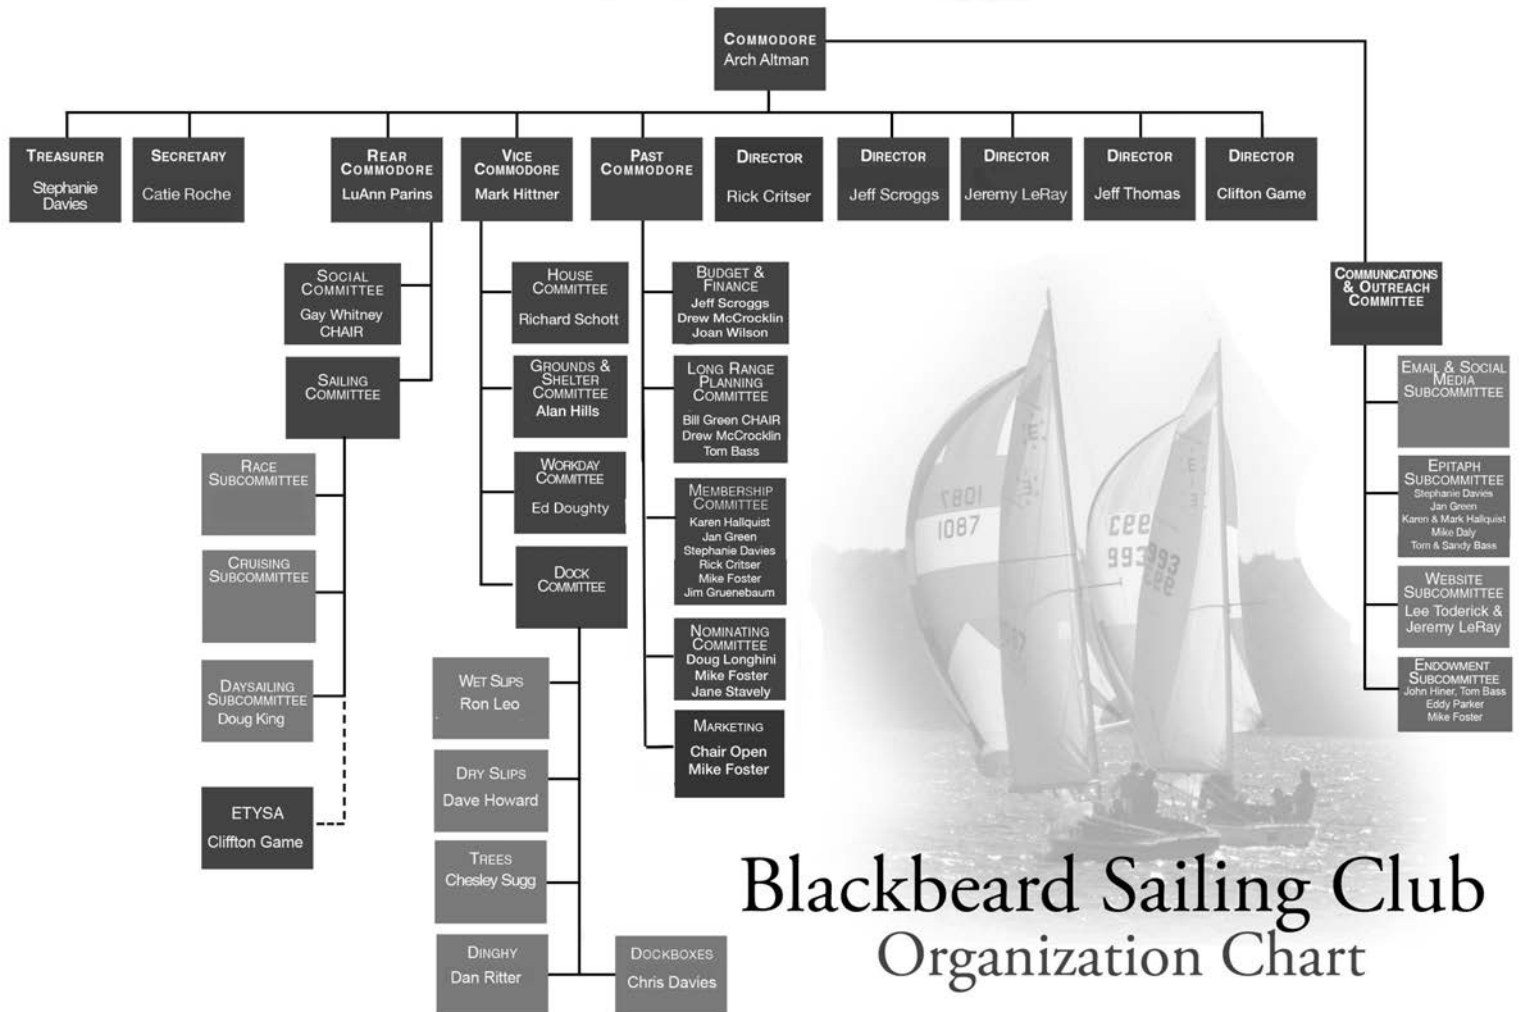 COMMODORE
Arch Altman
TREASURER
Stephanie
Davies
SECRETARY
Catie Roche
REAR
COMMODORE
LuAnn Parins
VICE
COMMODORE
Mark Hittner
PAST
COMMODORE
DIRECTOR
Rick Critser
DIRECTOR
Jeff Scroggs
DIRECTOR
Jeremy LeRay
DIRECTOR
Jeff Thomas
DIRECTOR
Clifton Game
SOCIAL
COMMITTEE
Gay Whitney
CHAIR
SAILING
COMMITTEE
RACE
SUBCOMMITTEE
CRUISING
SUBCOMMITTEE
DAYSAILING
SUBCOMMITTEE
Doug King
ETYSA
Cliffton Game
HOUSE
COMMITTEE
Richard Schott
GROUNDS &
SHELTER
COMMITTEE
Alan Hills
WORKDAY
COMMITTEE
Ed Doughty
DOCK
COMMITTEE
WET SLIPS
Ron Leo
DRY SLIPS
Dave Howard
TREES
Chesley Sugg
DINGHY
Dan Ritter
DOCKBOXES
Chris Davies
BUDGET &
FINANCE
Jeff Scroggs
Drew McCrocklin
Joan Wilson
LONG RANGE
PLANNING
COMMITTEE
Bill Green CHAIR
Drew McCrocklin
Tom Bass
MEMBERSHIP
COMMITTEE
Karen Hallquist
Jan Green
Stephanie Davies
Rick Critser
Mike Foster
Jim Gruenebaum
NOMINATING
COMMITTEE
Doug Longhini
Mike Foster
Jane Stavely
MARKETING
Chair Open
Mike Foster
COMMUNICATIONS
& OUTREACH
COMMITTEE
EMAIL & SOCIAL
MEDIA
SUBCOMMITTEE
EPITAPH
SUBCOMMITTEE
Stephanie Davies
Jan Green
Karen & Mark Hallquist
Mike Daly
Tom & Sandy Bass
WEBSITE
SUBCOMMITTEE
Lee Toderick &
Jeremy LeRay
ENDOWMENT
SUBCOMMITTEE
John Hiner, Tom Bass
Eddy Parker
Mike Foster
1087
1087
993
993
Blackbeard Sailing Club
Organization Chart